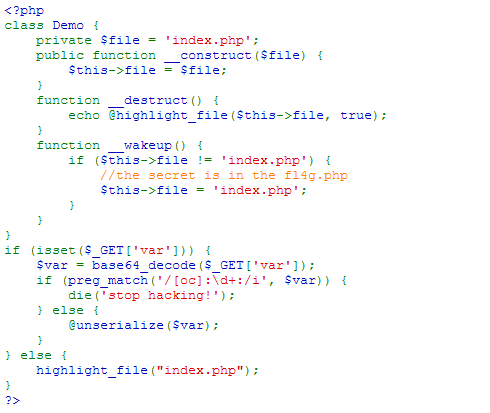 <?php
class Demo {
    private $file = 'index.php';
    public function __construct($file) {
        $this->file = $file;
    }
    function __destruct() {
        echo @highlight_file($this->file, true);
    }
    function __wakeup() {
        if ($this->file != 'index.php') {
            //the secret is in the fl4g.php
            $this->file = 'index.php';
        }
    }
}
if (isset($_GET['var'])) {
    $var = base64_decode($_GET['var']);
    if (preg_match('/[oc]:\d+:/i', $var)) {
        die('stop hacking!');
    } else {
        @unserialize($var);
    }
} else {
    highlight_file("index.php");
}
?>